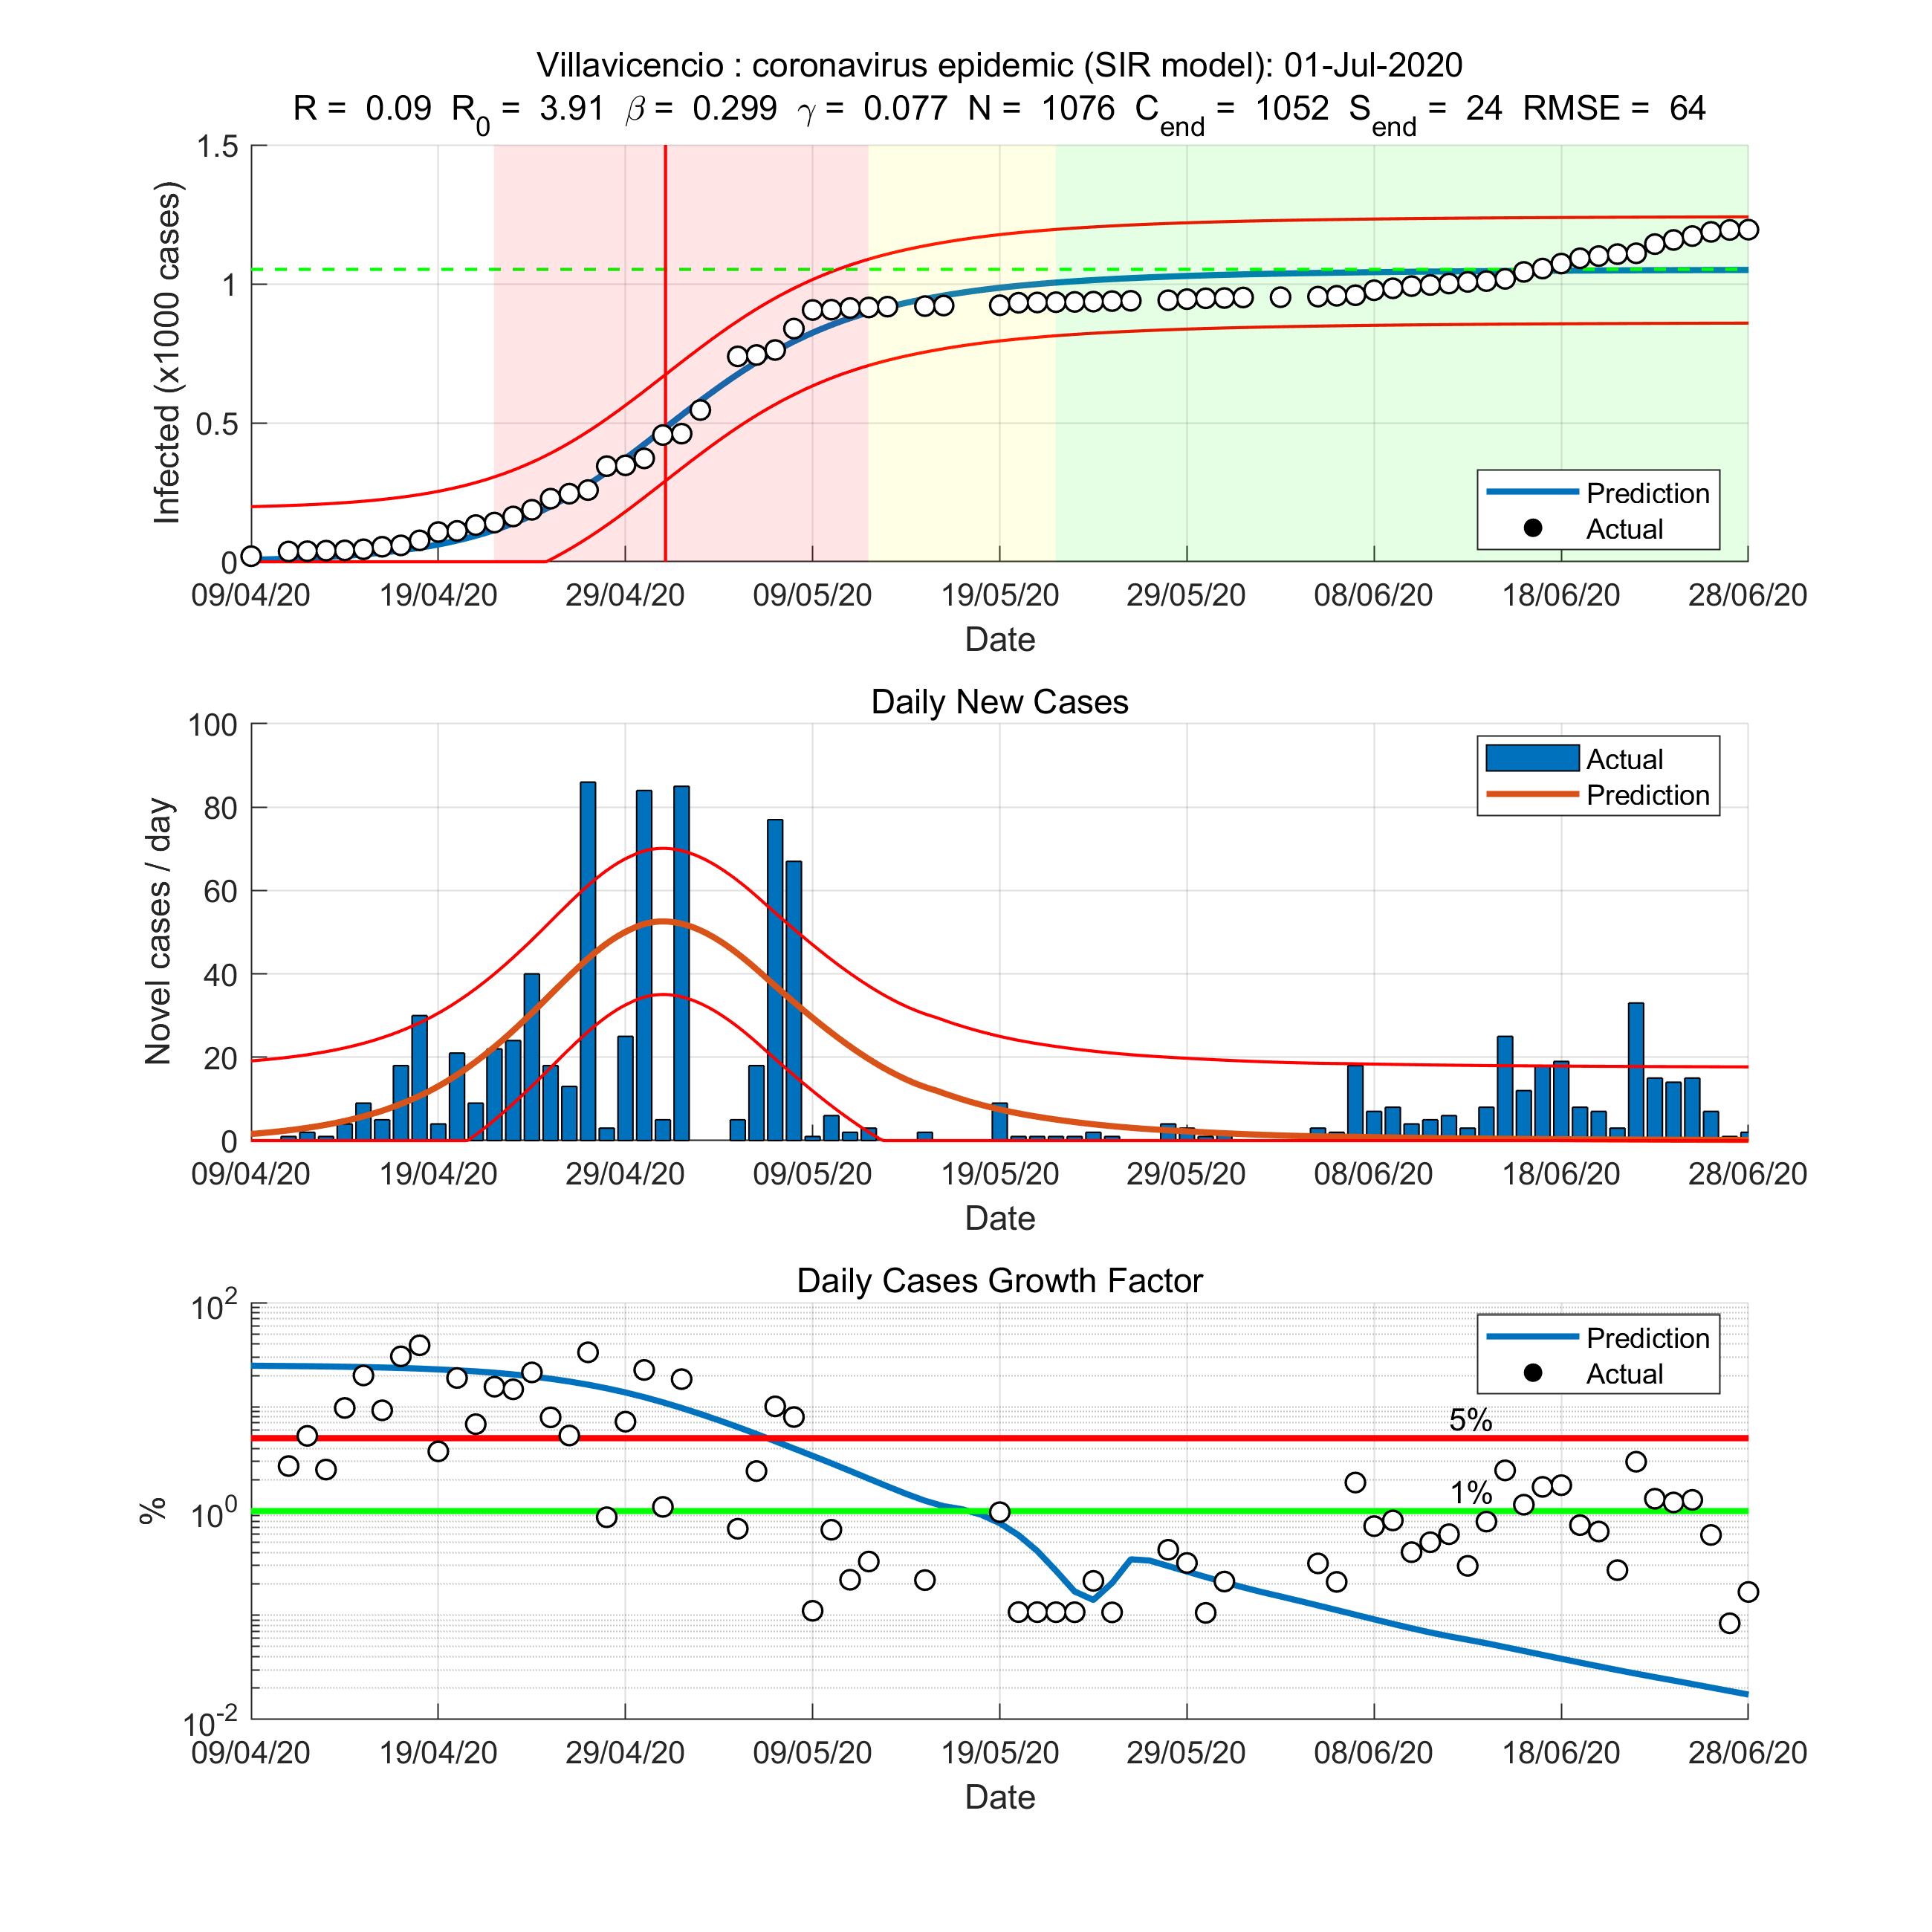 Villavicencio : coronavirus epidemic (SIR model): 01-Jul-2020
R = 0.09 R0 = 3.91 β = 0.299 γ = 0.077 N = 1076 Cend = 1052 Send = 24 RMSE = 64
1.5
1
0.5
0
Infected (x1000 cases)
Prediction
Actual
09/04/20 19/04/20 29/04/20 09/05/20 19/05/20 29/05/20 08/06/20 18/06/20 28/06/20
Date
Daily New Cases
100
80
60
40
20
0
Novel cases / day
Actual
Prediction
09/04/20 19/04/20 29/04/20 09/05/20 19/05/20 29/05/20 08/06/20 18/06/20 28/06/20
Date
Daily Cases Growth Factor
10^2
10^0
10^-2
%
Prediction
Actual
5%
1%
09/04/20 19/04/20 29/04/20 09/05/20 19/05/20 29/05/20 08/06/20 18/06/20 28/06/20
Date